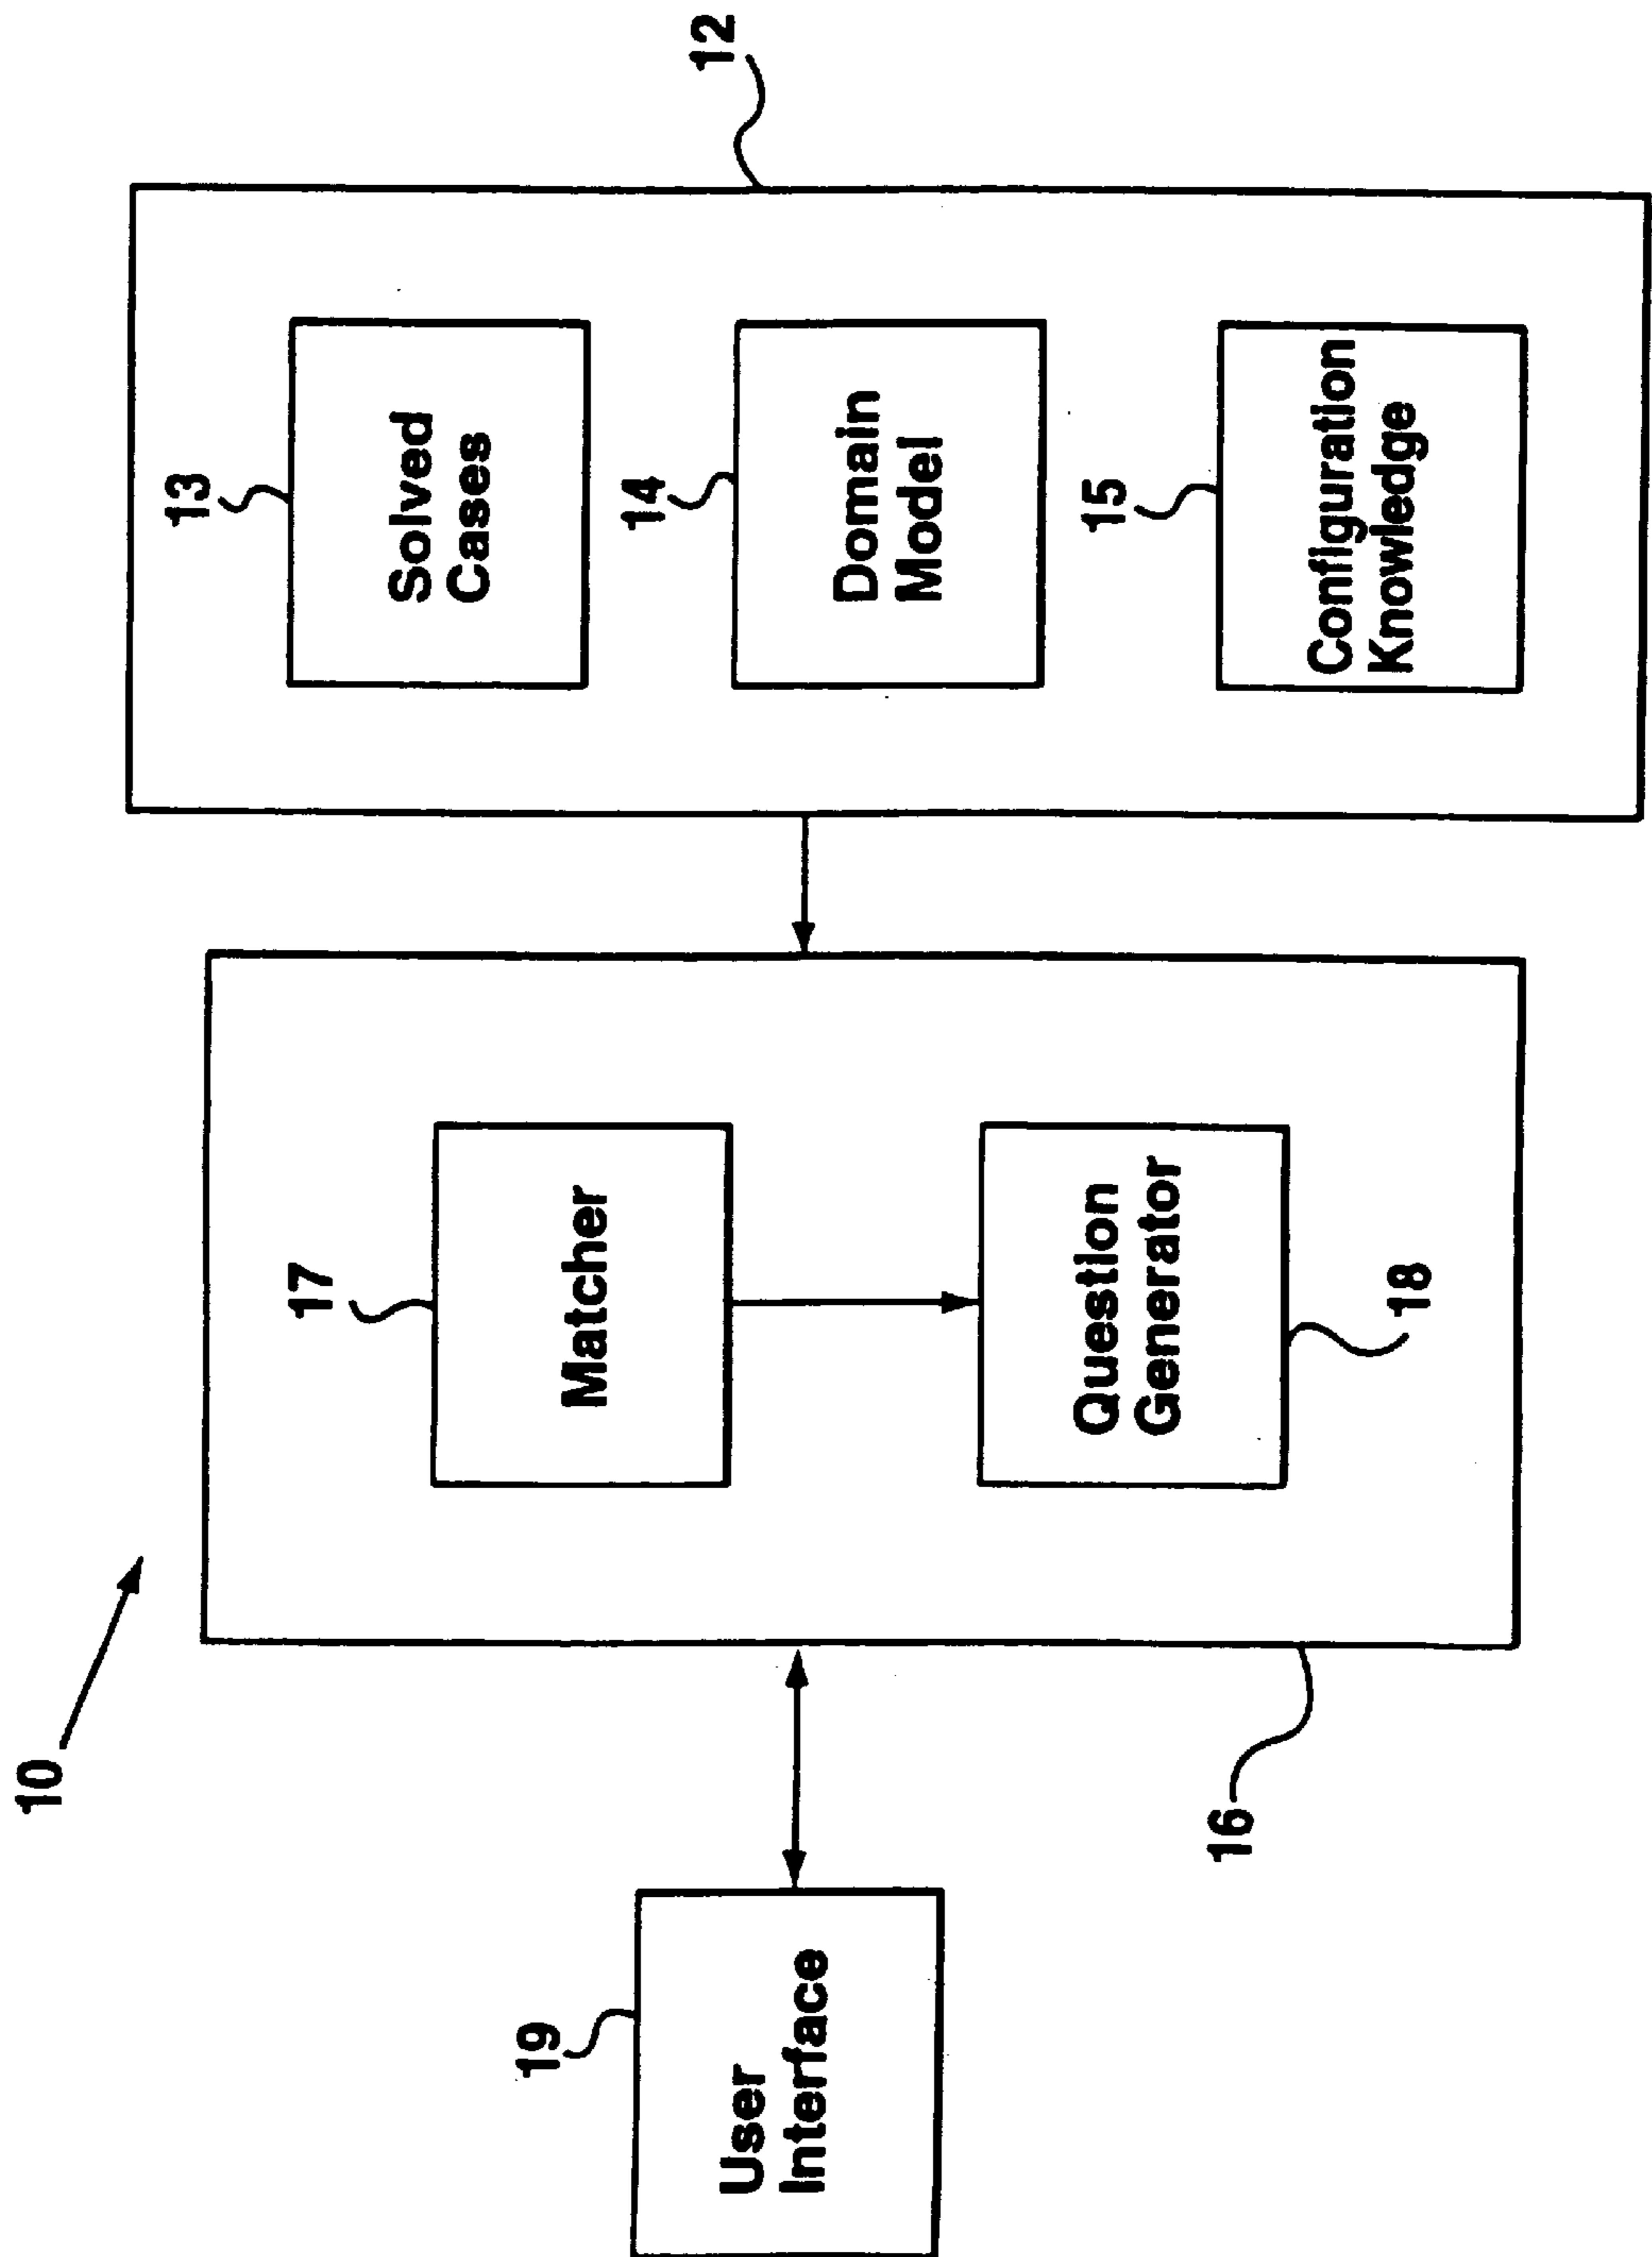 10
12
13
Solved
Cases
14
Domain
Model
15
Configuration
Knowledge
17
Matcher
Question
Generator
18
16
19
User
Interface